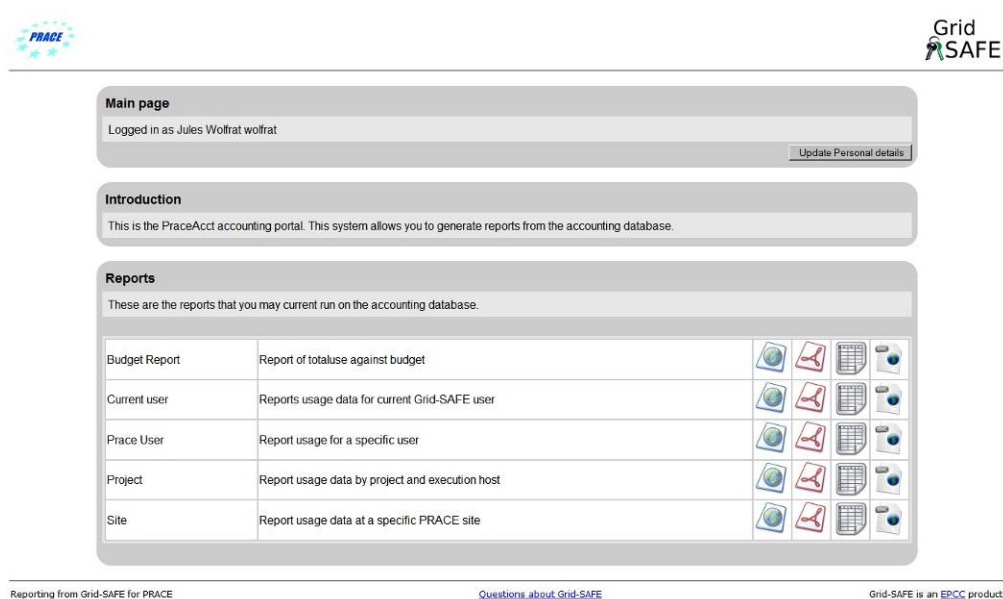 PRACE
Grid
SAFE
Main page
Logged in as Jules Wolfrat wolfrat
Update Personal details
Introduction
This is the PraceAcct accounting portal. This system allows you to generate reports from the accounting database.
Reports
These are the reports that you may current run on the accounting database.
Budget Report Report of totaluse against budget
Current user Reports usage data for current Grid-SAFE user
Prace User Report usage for a specific user
Project Report usage data by project and execution host
Site Report usage data at a specific PRACE site
Reporting from Grid-SAFE for PRACE Questions about Grid-SAFE Grid-SAFE is an EPCC product